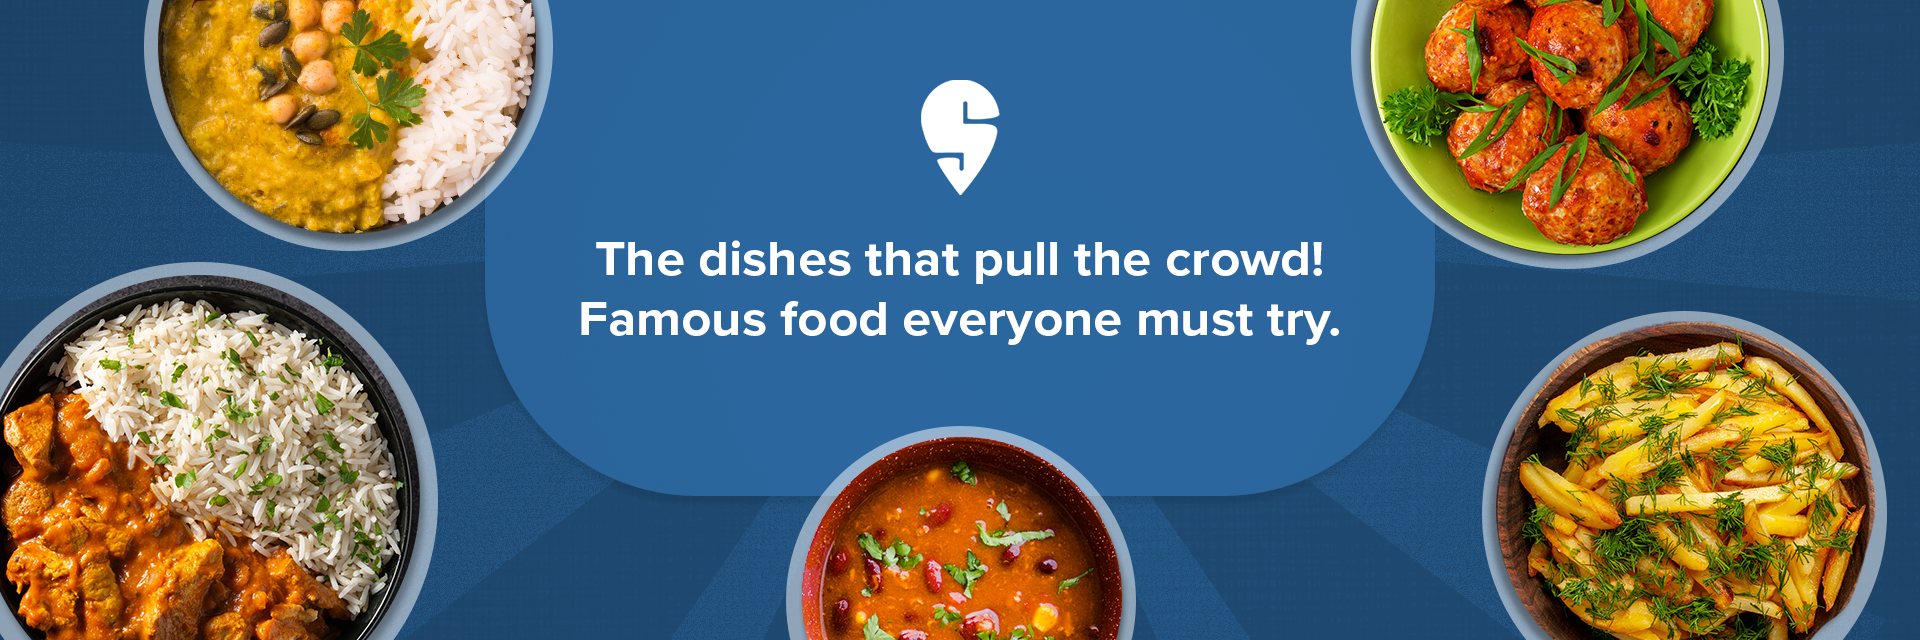 The dishes that pull the crowd!
Famous food everyone must try.